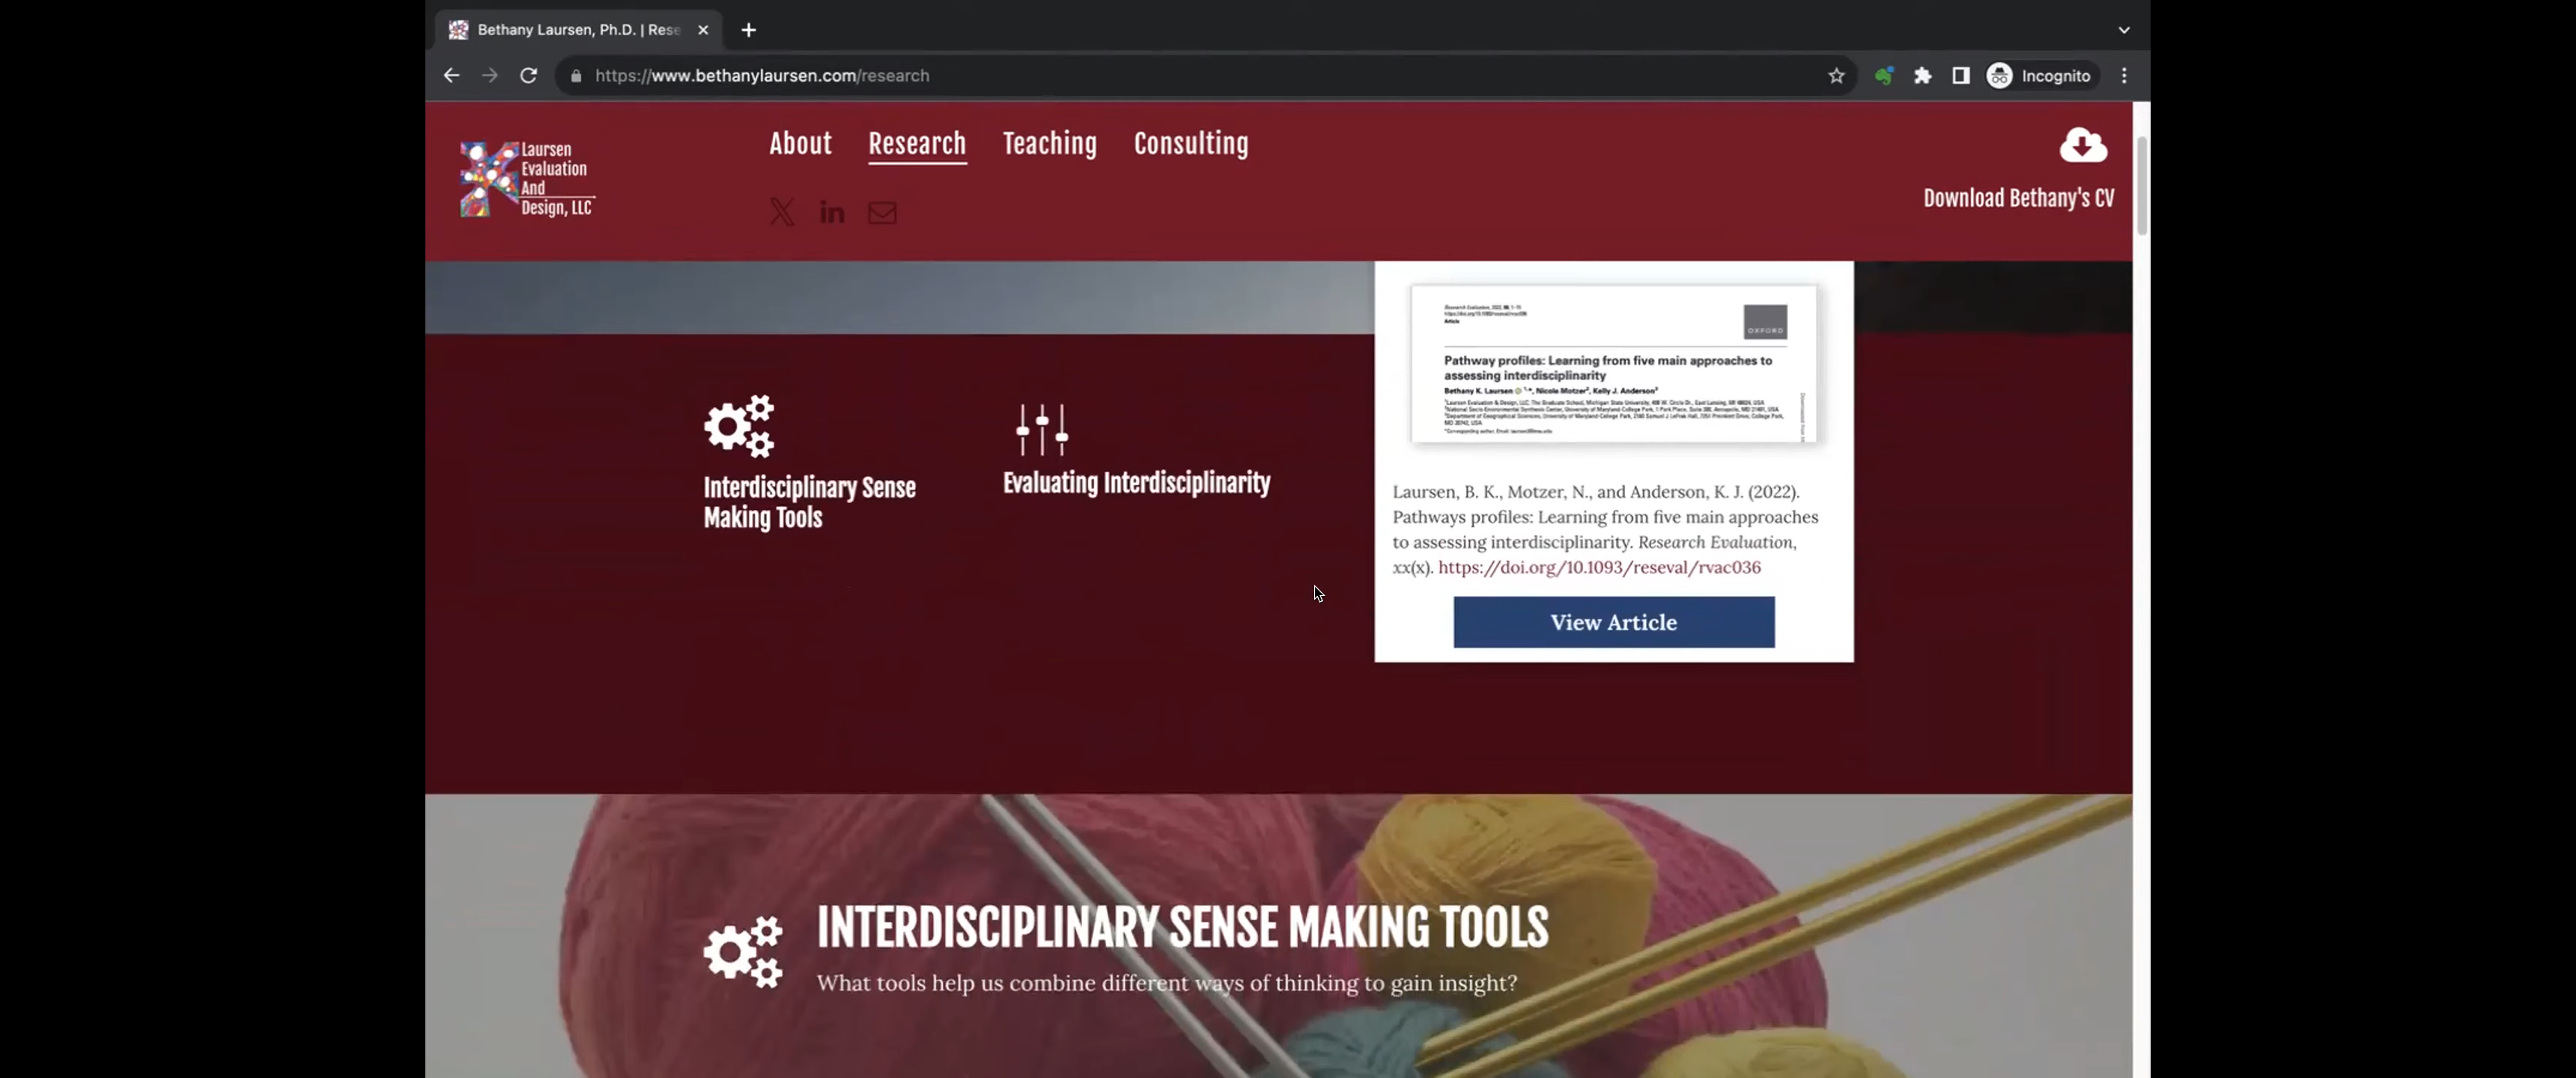 Bethany Laursen, Ph.D. | Rese
https://www.bethanylaursen.com/research
Incognito
Laursen
Evaluation
And
Design, LLC
About Research Teaching Consulting
Download Bethany's CV
Interdisciplinary Sense
Making Tools
Evaluating Interdisciplinarity
Article
OXFORD
Pathway profiles: Learning from five main approaches to
assessing interdisciplinarity
Bethany K. Laursen, Nicole Motzer, Kelly J. Anderson
Laursen, B. K., Motzer, N., and Anderson, K. J. (2022).
Pathways profiles: Learning from five main approaches
to assessing interdisciplinarity. Research Evaluation,
xx(x). https://doi.org/10.1093/reseval/rvac036
View Article
INTERDISCIPLINARY SENSE MAKING TOOLS
What tools help us combine different ways of thinking to gain insight?